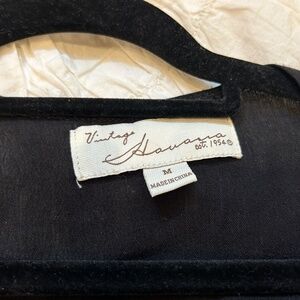 Vintage
Havana
est. 1954®
M
MADE IN CHINA